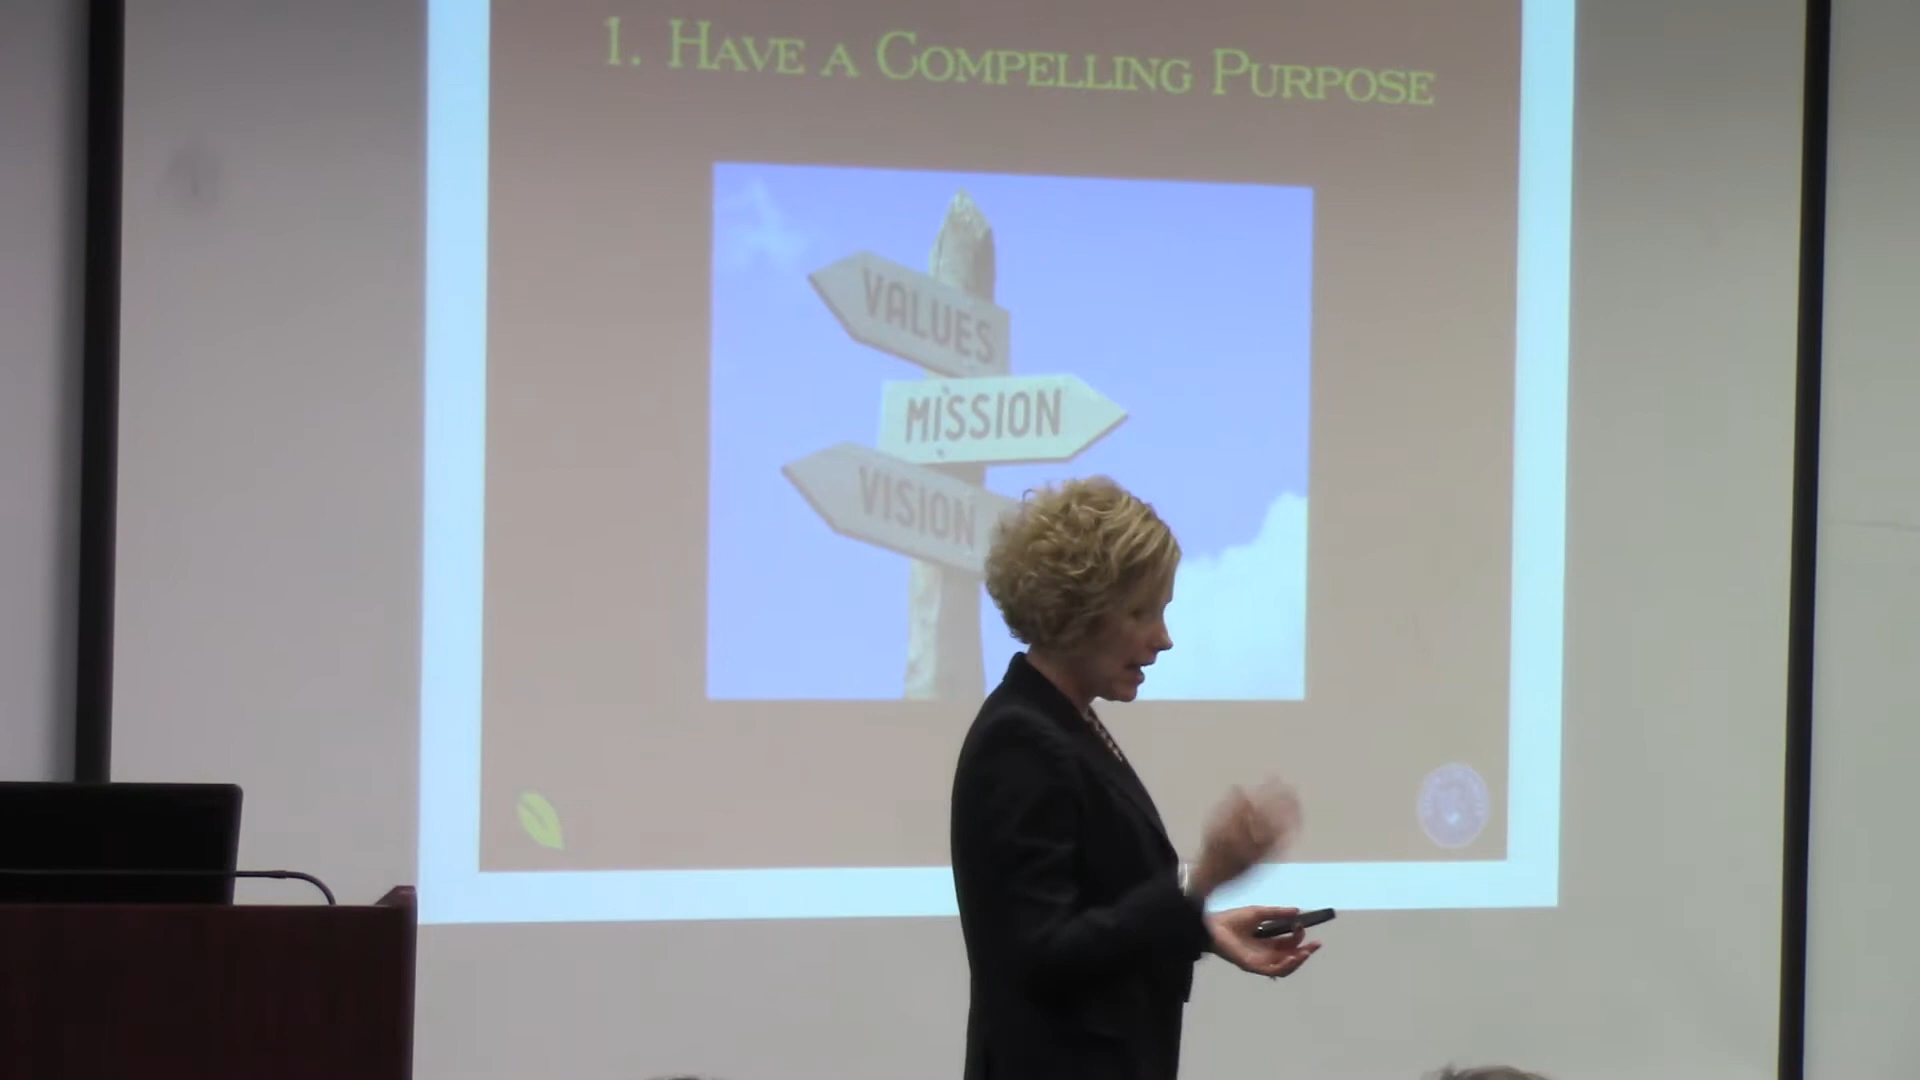 1. HAVE A COMPELLING PURPOSE
VALUES
MISSION
VISION